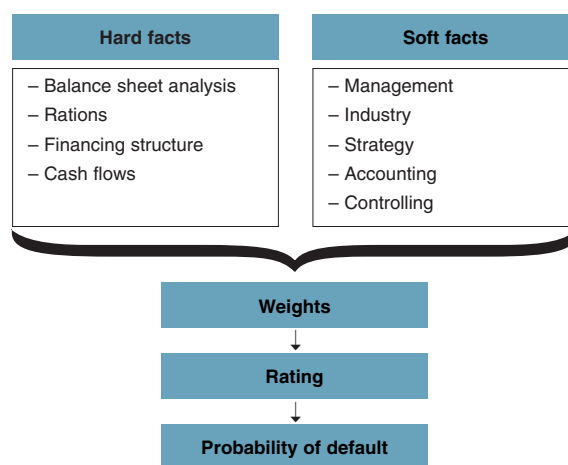 Hard facts
– Balance sheet analysis
– Rations
– Financing structure
– Cash flows
Soft facts
– Management
– Industry
– Strategy
– Accounting
– Controlling
Weights
Rating
Probability of default